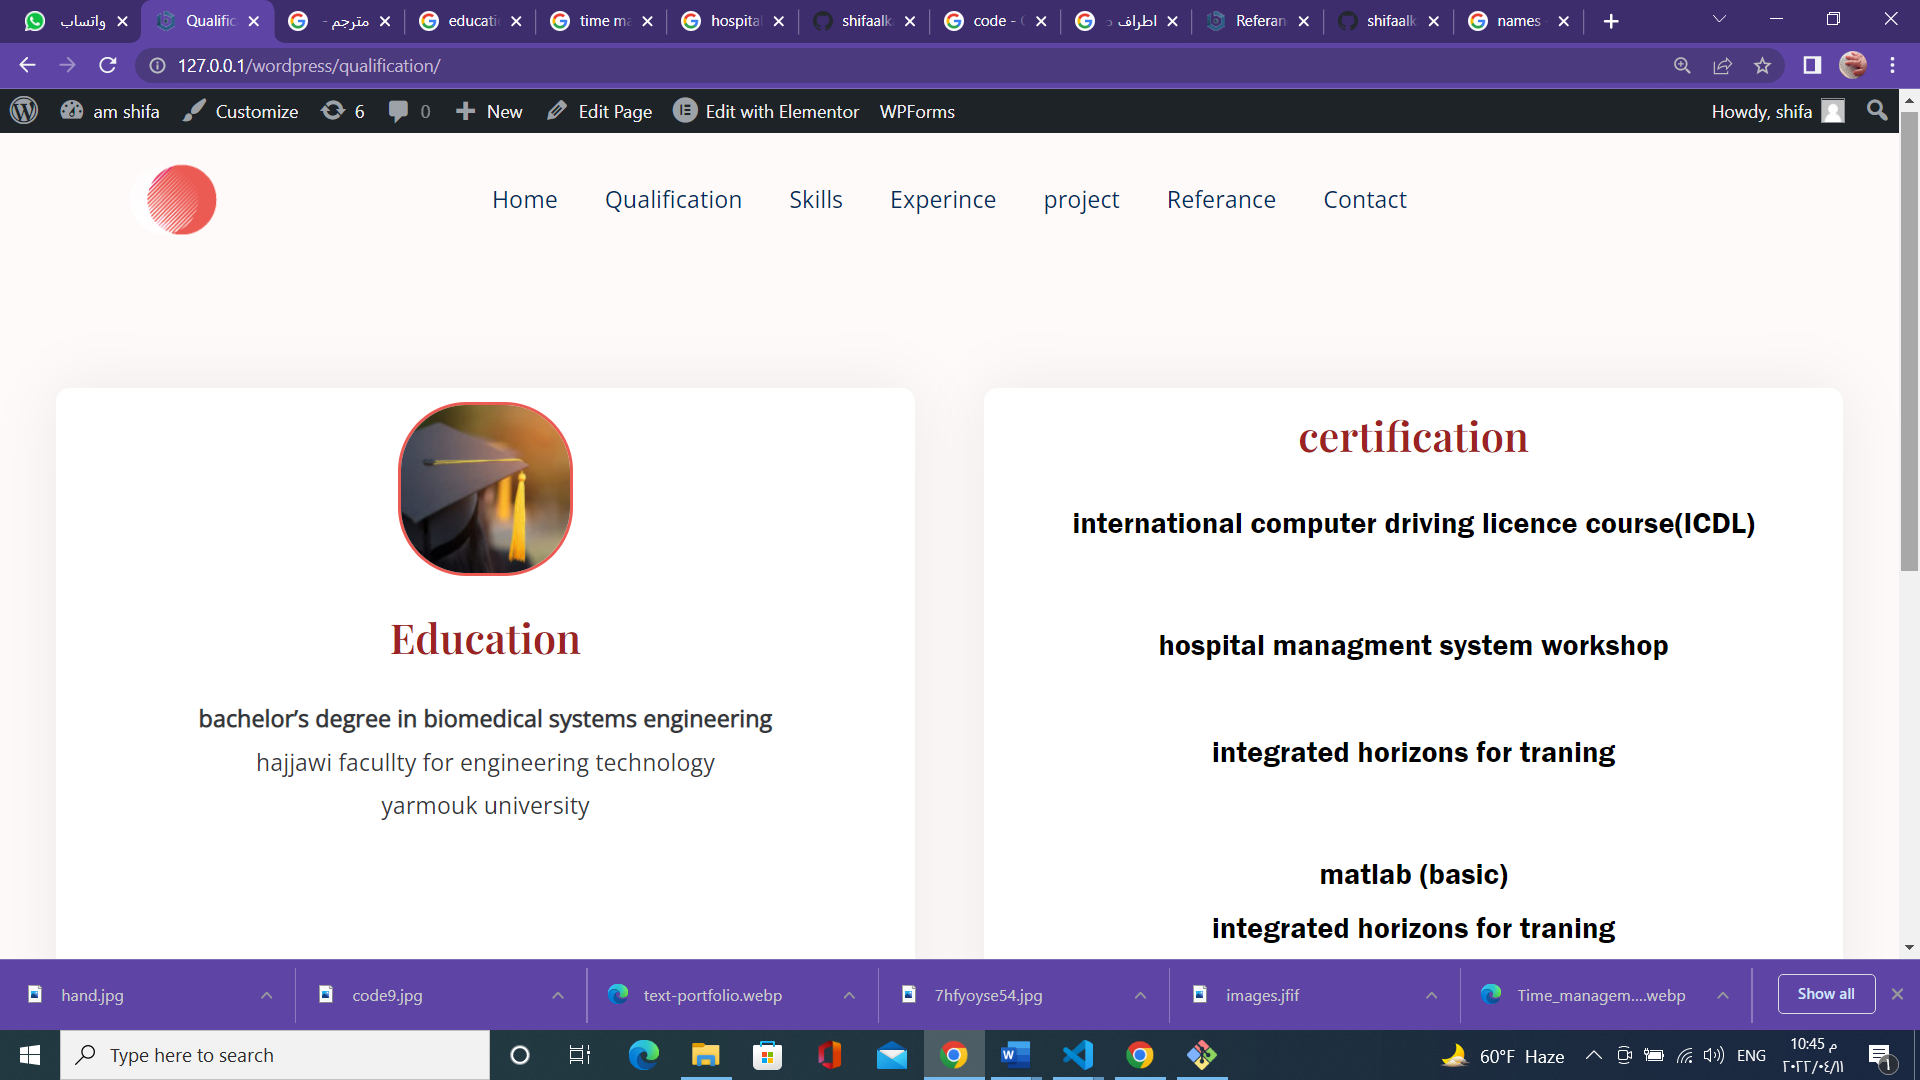 واتساب
Qualific
مترجم -
educati
time ma
hospital
shifaalk
code - G
اطراف د
Referan
shifaalk
names -
127.0.0.1/wordpress/qualification/
am shifa
Customize
6
0
New
Edit Page
Edit with Elementor
WPForms
Howdy, shifa
Home
Qualification
Skills
Experince
project
Referance
Contact
Education
bachelor’s degree in biomedical systems engineering
hajjawi facullty for engineering technology
yarmouk university
certification
international computer driving licence course(ICDL)
hospital managment system workshop
integrated horizons for traning
matlab (basic)
integrated horizons for traning
hand.jpg
code9.jpg
text-portfolio.webp
7hfyoyse54.jpg
images.jfif
Time_managem....webp
Show all
Type here to search
60°F Haze
ENG
10:45 م
٢٠٢٢/٠٤/١١
١